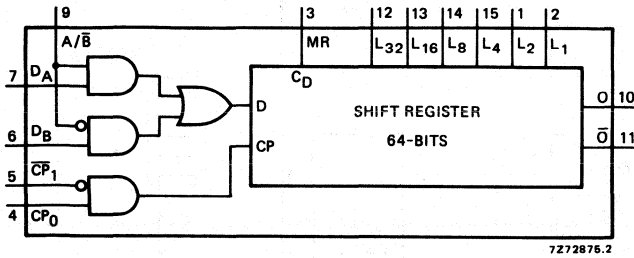 9 3 12 13 14 15 1 2
A/B̅ MR L32 L16 L8 L4 L2 L1
7 DA
CD
6 DB
D SHIFT REGISTER O 10
CP 64-BITS O̅ 11
5 C̅P̅1
4 CP0
7Z72875.2